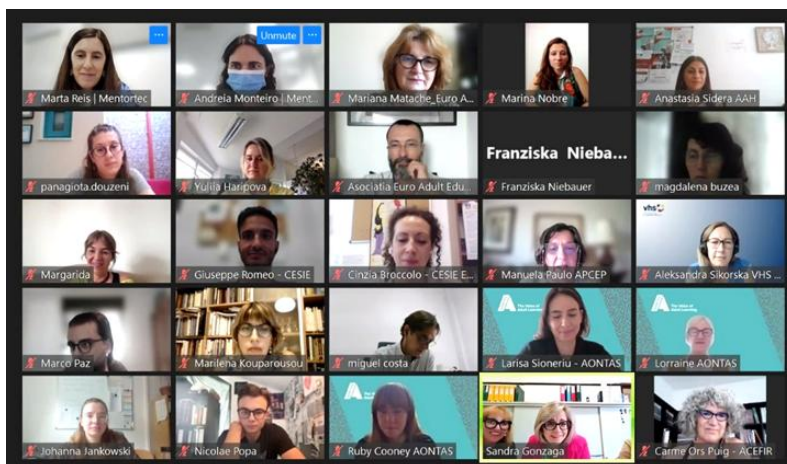 ...
Unmute ...
Marta Reis | Mentortec
Andreia Monteiro | Ment...
Mariana Matache_Euro A...
Marina Nobre
Anastasia Sidera AAH
panagiota.douzeni
Yulila Haripova
Asociatia Euro Adult Edu...
Franziska Nieba...
Franziska Niebauer
magdalena buzea
Margarida
Giuseppe Romeo - CESIE
Cinzia Broccolo - CESIE E...
Manuela Paulo APCEP
vhs
Aleksandra Sikorska VHS ...
Marco Paz
Marilena Kouparousou
miguel costa
Larisa Sioneriu - AONTAS
Lorraine AONTAS
Johanna Jankowski
Nicolae Popa
Ruby Cooney AONTAS
Sandra Gonzaga
Carme Ors Puig - ACEFIR